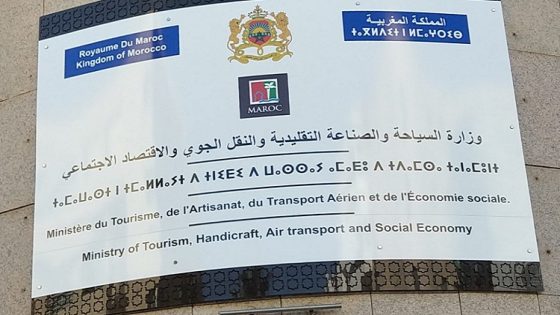 Royaume Du Maroc
Kingdom of Morocco
المملكة المغربية
ⵜⴰⴳⵍⴷⵉⵜ ⵏ ⵍⵎⵖⵔⵉⴱ
MAROC
وزارة السياحة والصناعة التقليدية والنقل الجوي والاقتصاد الاجتماعي
Ministère du Tourisme, de l'Artisanat, du Transport Aérien et de l'Économie sociale.
Ministry of Tourism, Handicraft, Air transport and Social Economy